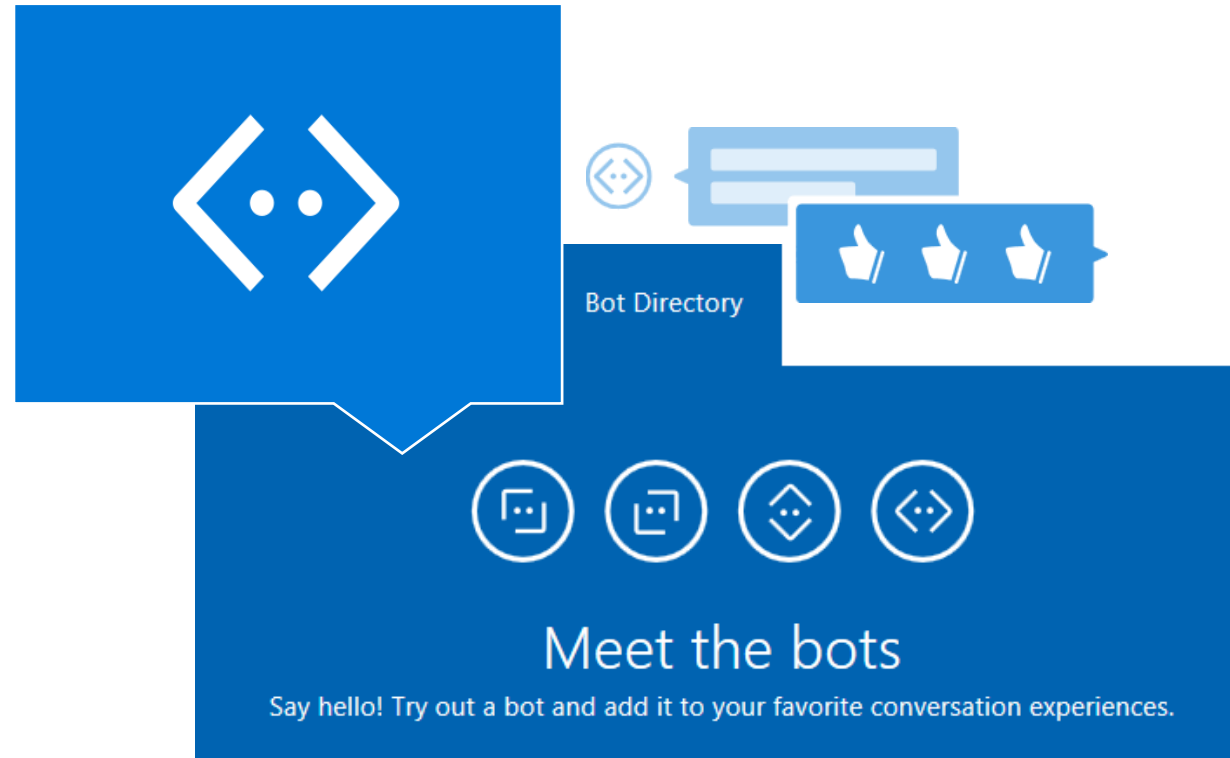 Bot Directory
Meet the bots
Say hello! Try out a bot and add it to your favorite conversation experiences.